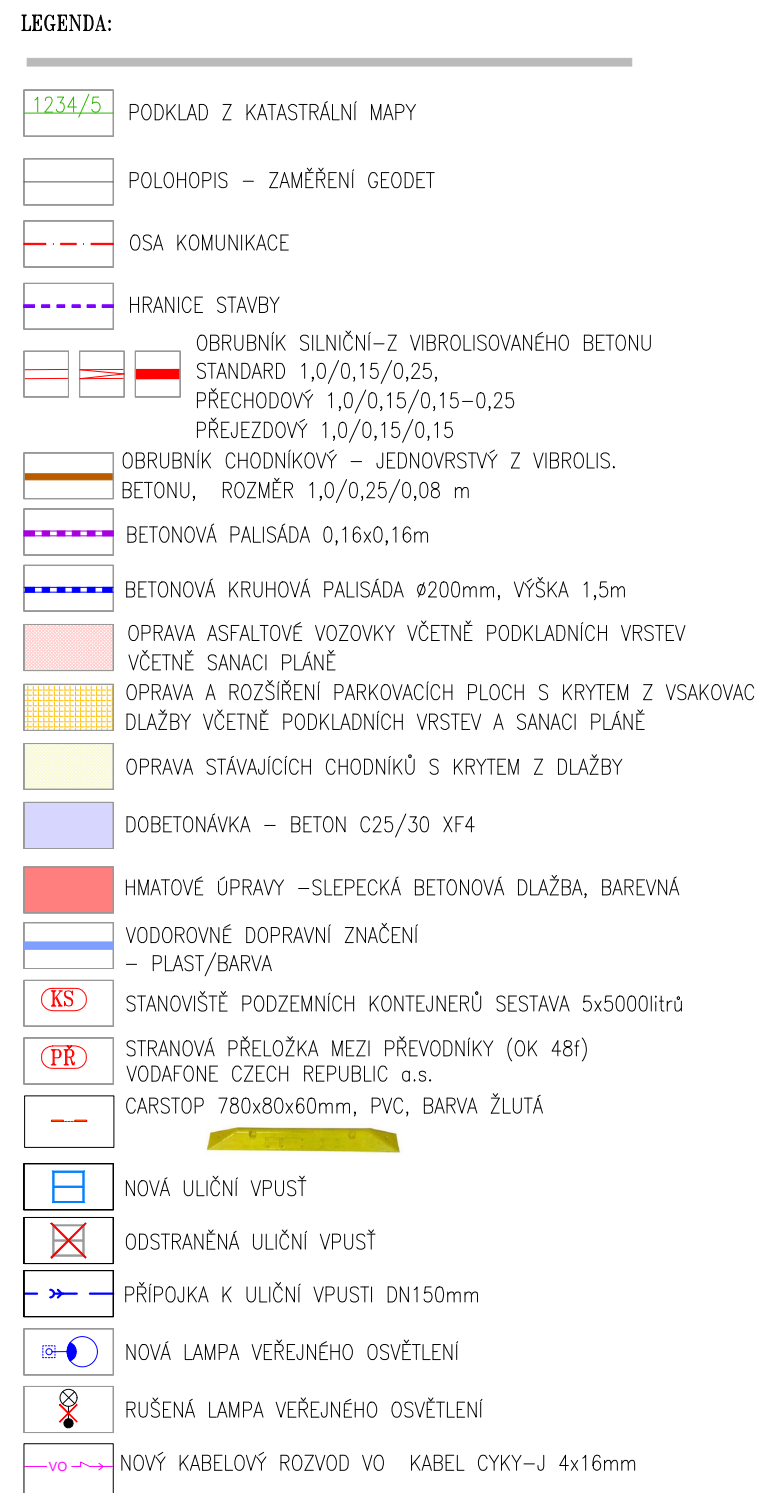 LEGENDA:
1234/5 PODKLAD Z KATASTRÁLNÍ MAPY
POLOHOPIS – ZAMĚŘENÍ GEODET
OSA KOMUNIKACE
HRANICE STAVBY
OBRUBNÍK SILNIČNÍ–Z VIBROLISOVANÉHO BETONU
STANDARD 1,0/0,15/0,25,
PŘECHODOVÝ 1,0/0,15/0,15–0,25
PŘEJEZDOVÝ 1,0/0,15/0,15
OBRUBNÍK CHODNÍKOVÝ – JEDNOVRSTVÝ Z VIBROLIS.
BETONU, ROZMĚR 1,0/0,25/0,08 m
BETONOVÁ PALISÁDA 0,16x0,16m
BETONOVÁ KRUHOVÁ PALISÁDA ø200mm, VÝŠKA 1,5m
OPRAVA ASFALTOVÉ VOZOVKY VČETNĚ PODKLADNÍCH VRSTEV
VČETNĚ SANACI PLÁNĚ
OPRAVA A ROZŠÍŘENÍ PARKOVACÍCH PLOCH S KRYTEM Z VSAKOVAC
DLAŽBY VČETNĚ PODKLADNÍCH VRSTEV A SANACI PLÁNĚ
OPRAVA STÁVAJÍCÍCH CHODNÍKŮ S KRYTEM Z DLAŽBY
DOBETONÁVKA – BETON C25/30 XF4
HMATOVÉ ÚPRAVY –SLEPECKÁ BETONOVÁ DLAŽBA, BAREVNÁ
VODOROVNÉ DOPRAVNÍ ZNAČENÍ
– PLAST/BARVA
KS STANOVIŠTĚ PODZEMNÍCH KONTEJNERŮ SESTAVA 5x5000litrů
PŘ STRANOVÁ PŘELOŽKA MEZI PŘEVODNÍKY (OK 48f)
VODAFONE CZECH REPUBLIC a.s.
CARSTOP 780x80x60mm, PVC, BARVA ŽLUTÁ
NOVÁ ULIČNÍ VPUSŤ
ODSTRANĚNÁ ULIČNÍ VPUSŤ
PŘÍPOJKA K ULIČNÍ VPUSTI DN150mm
NOVÁ LAMPA VEŘEJNÉHO OSVĚTLENÍ
RUŠENÁ LAMPA VEŘEJNÉHO OSVĚTLENÍ
VO NOVÝ KABELOVÝ ROZVOD VO KABEL CYKY–J 4x16mm